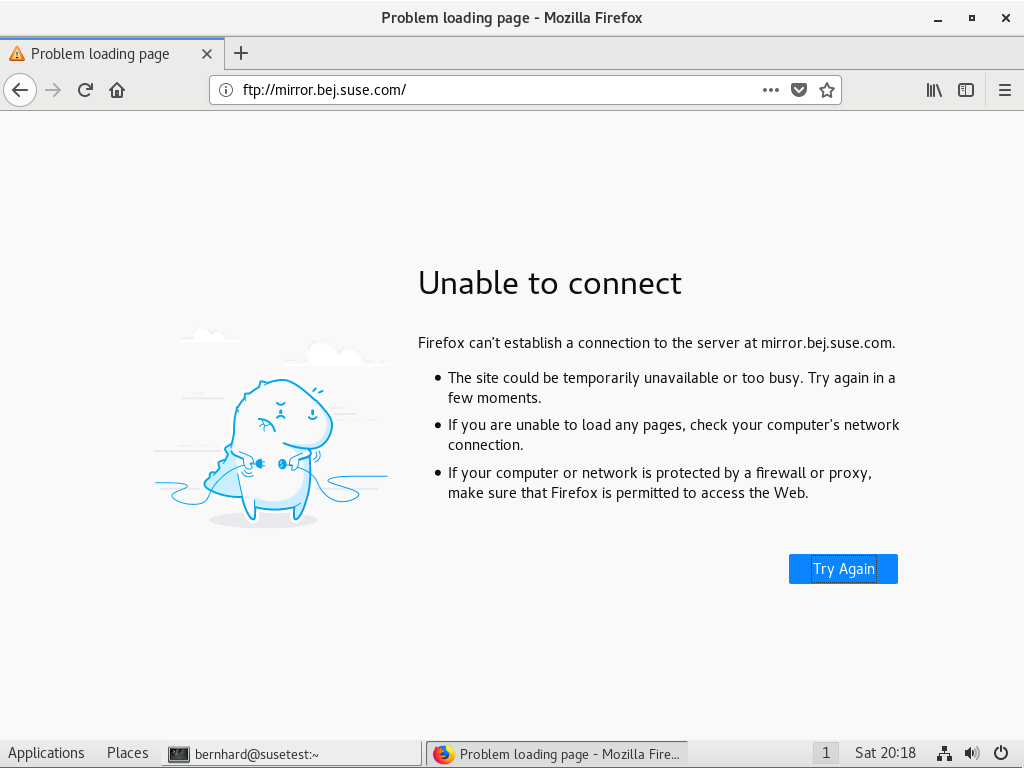 Problem loading page - Mozilla Firefox
Problem loading page
ftp://mirror.bej.suse.com/
Unable to connect
Firefox can’t establish a connection to the server at mirror.bej.suse.com.
• The site could be temporarily unavailable or too busy. Try again in a
few moments.
• If you are unable to load any pages, check your computer’s network
connection.
• If your computer or network is protected by a firewall or proxy,
make sure that Firefox is permitted to access the Web.
Try Again
Applications Places bernhard@susetest:~ Problem loading page - Mozilla Fire... 1 Sat 20:18